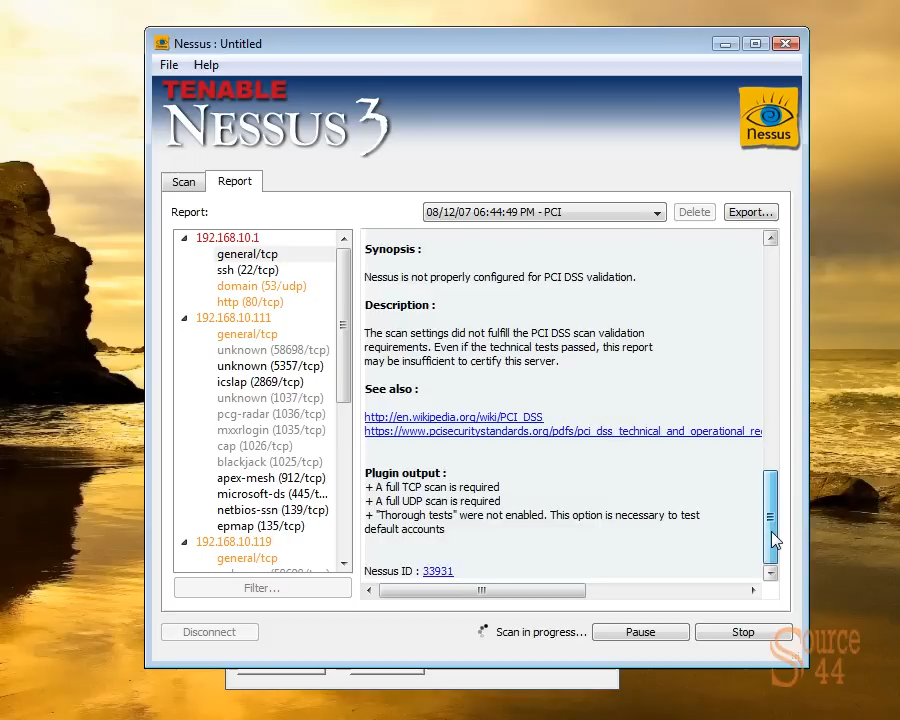 Nessus : Untitled
File Help
TENABLE
NESSUS 3
Nessus
Scan Report
Report: 08/12/07 06:44:49 PM - PCI Delete Export...
192.168.10.1
general/tcp
ssh (22/tcp)
domain (53/udp)
http (80/tcp)
192.168.10.111
general/tcp
unknown (58698/tcp)
unknown (5357/tcp)
icslap (2869/tcp)
unknown (1037/tcp)
pcg-radar (1036/tcp)
mxxrlogin (1035/tcp)
cap (1026/tcp)
blackjack (1025/tcp)
apex-mesh (912/tcp)
microsoft-ds (445/t...
netbios-ssn (139/tcp)
epmap (135/tcp)
192.168.10.119
general/tcp
Filter...
Synopsis :
Nessus is not properly configured for PCI DSS validation.
Description :
The scan settings did not fulfill the PCI DSS scan validation
requirements. Even if the technical tests passed, this report
may be insufficient to certify this server.
See also :
http://en.wikipedia.org/wiki/PCI_DSS
https://www.pcisecuritystandards.org/pdfs/pci_dss_technical_and_operational_re
Plugin output :
+ A full TCP scan is required
+ A full UDP scan is required
+ "Thorough tests" were not enabled. This option is necessary to test
default accounts
Nessus ID : 33931
Disconnect Scan in progress... Pause Stop
Source
44